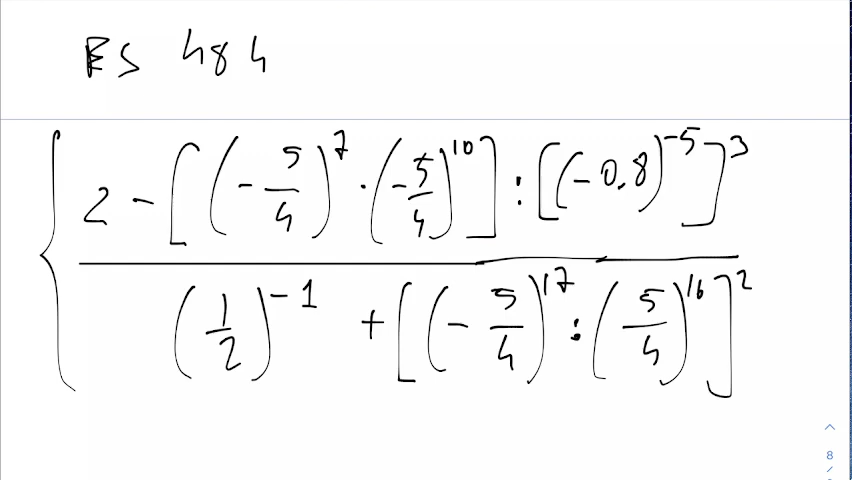 ES 484
{ 2 - [(-5/4)^7 · (-5/4)^10] : [(-0,8)^-5]^3
(1/2)^-1 + [(-5/4)^17 : (5/4)^16]^2
8
/